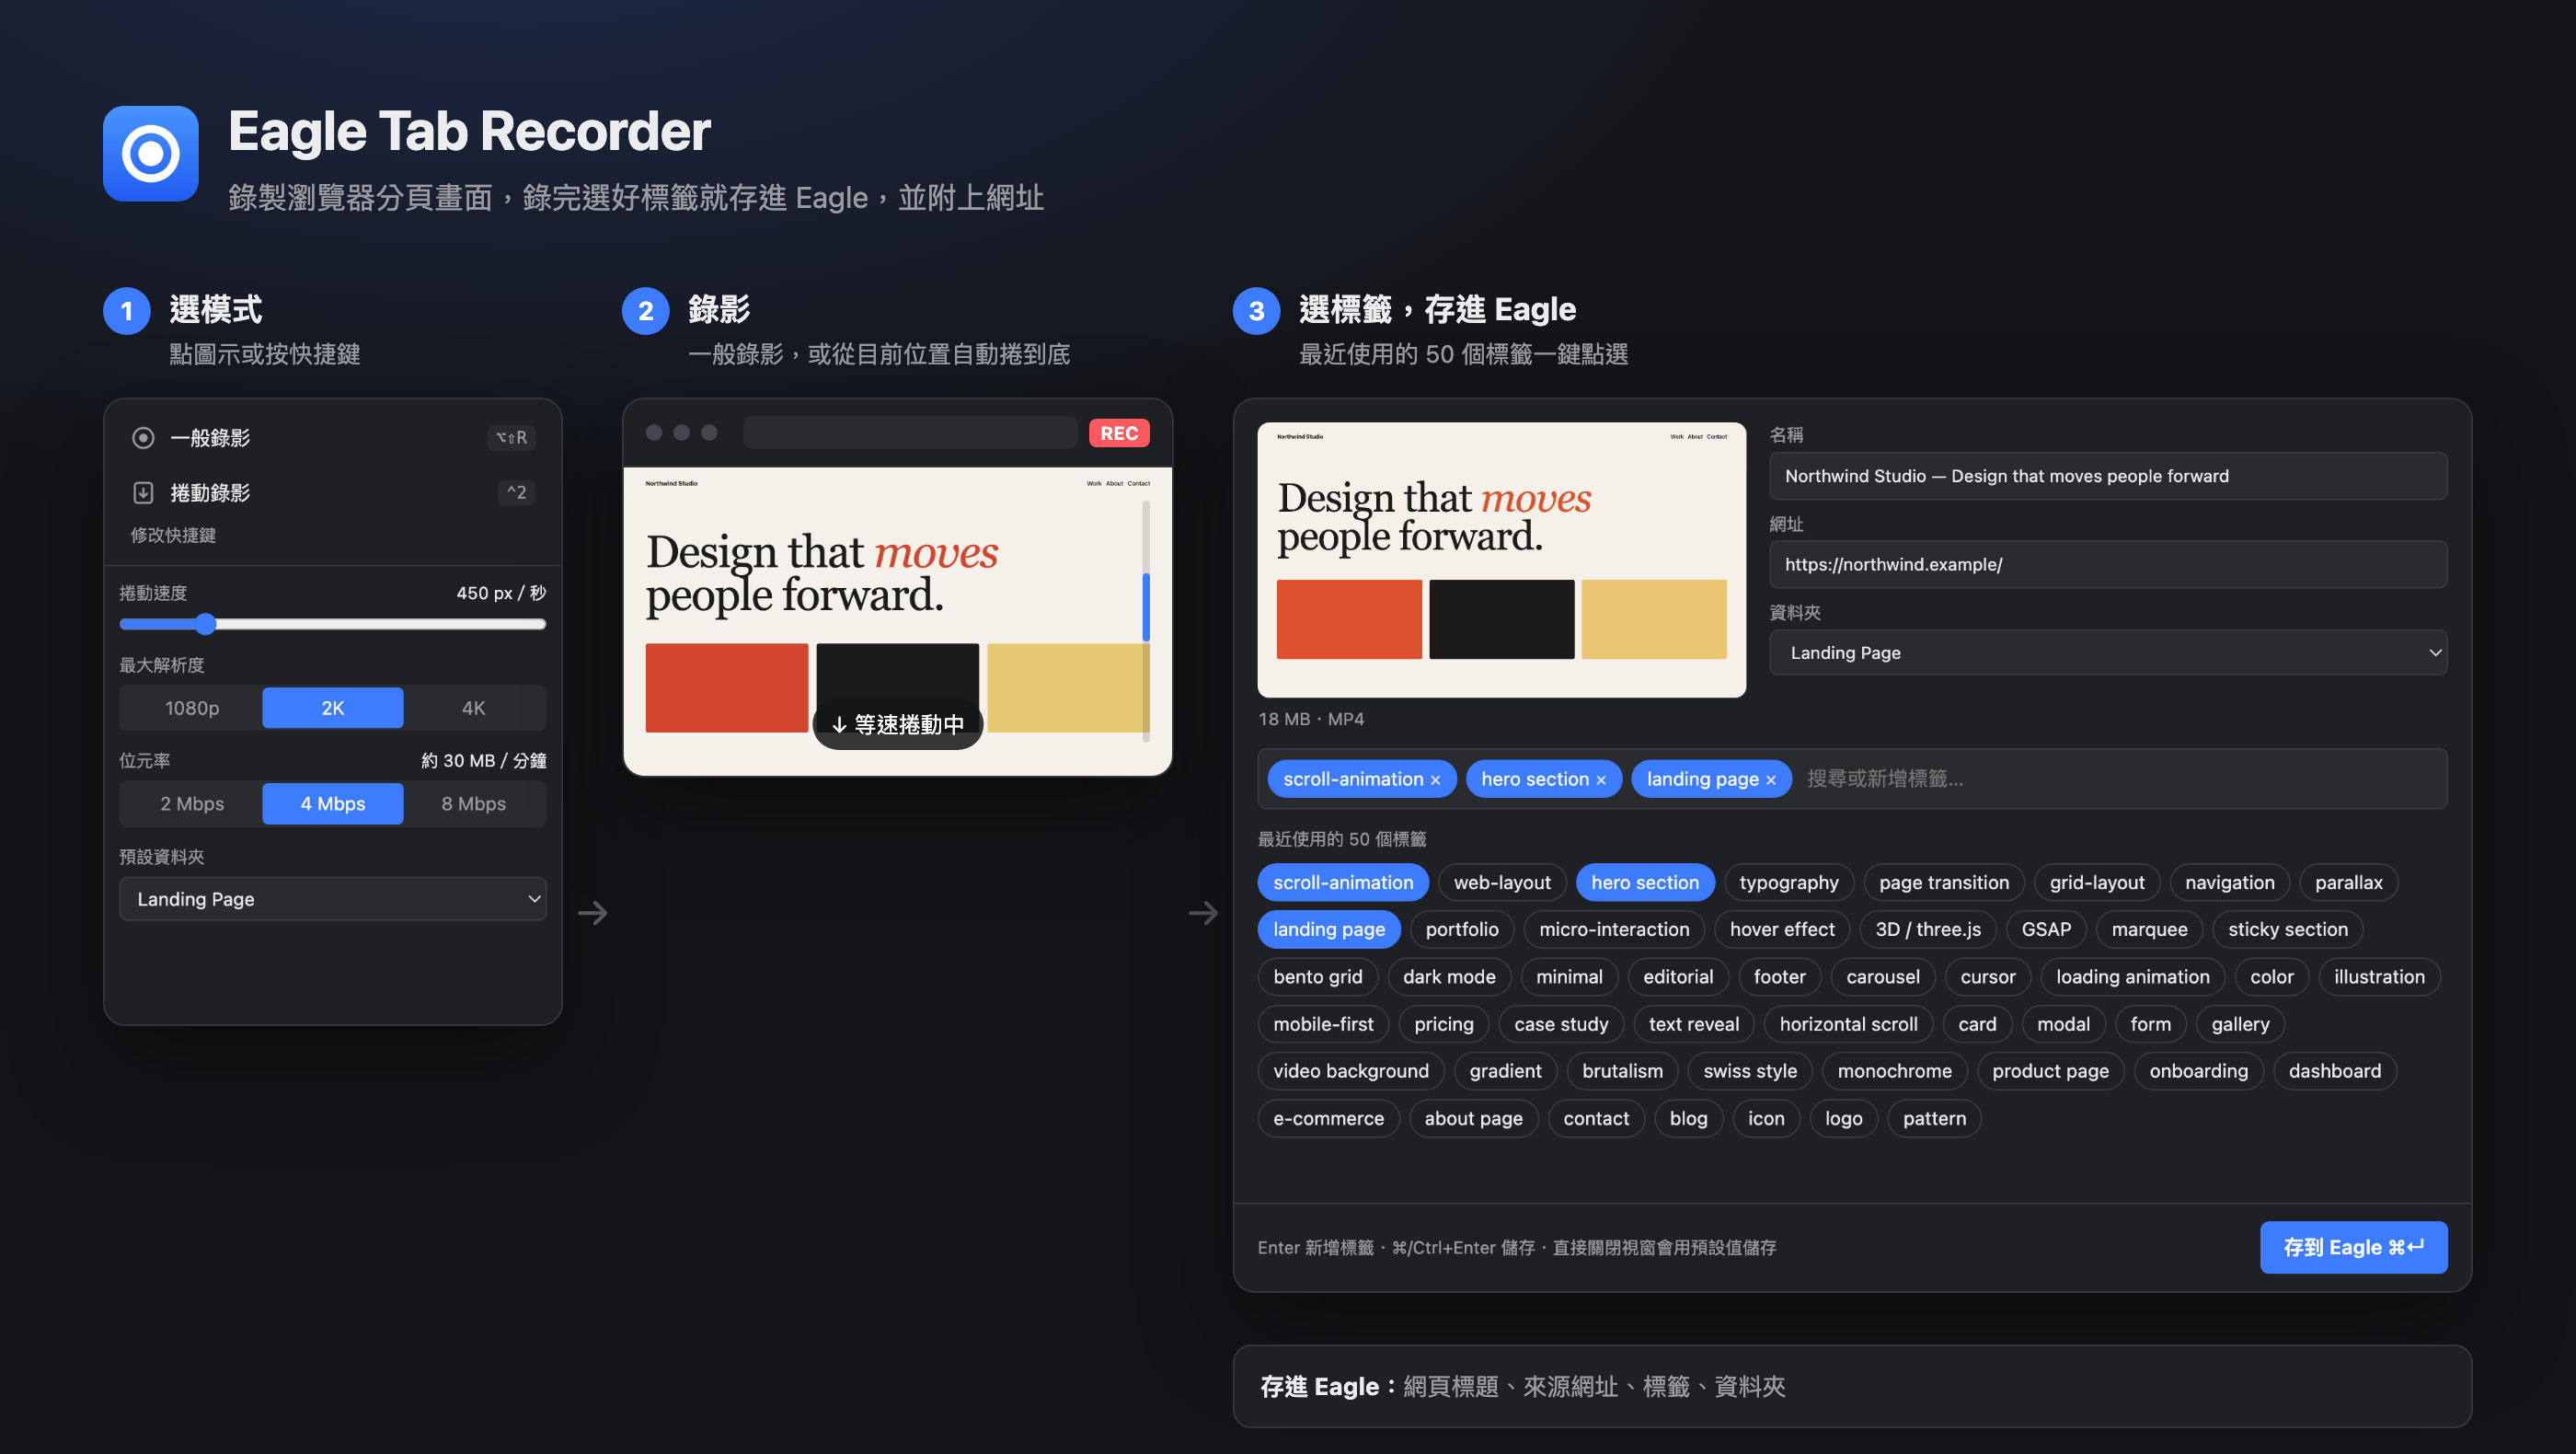 Eagle Tab Recorder
錄製瀏覽器分頁畫面，錄完選好標籤就存進 Eagle，並附上網址
1 選模式
點圖示或按快捷鍵
一般錄影 ⌥⇧R
捲動錄影 ^2
修改快捷鍵
捲動速度 450 px / 秒
最大解析度
1080p 2K 4K
位元率 約 30 MB / 分鐘
2 Mbps 4 Mbps 8 Mbps
預設資料夾
Landing Page
→
2 錄影
一般錄影，或從目前位置自動捲到底
REC
Northwind Studio Work About Contact
Design that moves
people forward.
↓ 等速捲動中
→
3 選標籤，存進 Eagle
最近使用的 50 個標籤一鍵點選
Northwind Studio Work About Contact
Design that moves
people forward.
18 MB · MP4
名稱
Northwind Studio — Design that moves people forward
網址
https://northwind.example/
資料夾
Landing Page
scroll-animation × hero section × landing page × 搜尋或新增標籤...
最近使用的 50 個標籤
scroll-animation web-layout hero section typography page transition grid-layout navigation parallax
landing page portfolio micro-interaction hover effect 3D / three.js GSAP marquee sticky section
bento grid dark mode minimal editorial footer carousel cursor loading animation color illustration
mobile-first pricing case study text reveal horizontal scroll card modal form gallery
video background gradient brutalism swiss style monochrome product page onboarding dashboard
e-commerce about page contact blog icon logo pattern
Enter 新增標籤 · ⌘/Ctrl+Enter 儲存 · 直接關閉視窗會用預設值儲存
存到 Eagle ⌘↵
存進 Eagle：網頁標題、來源網址、標籤、資料夾